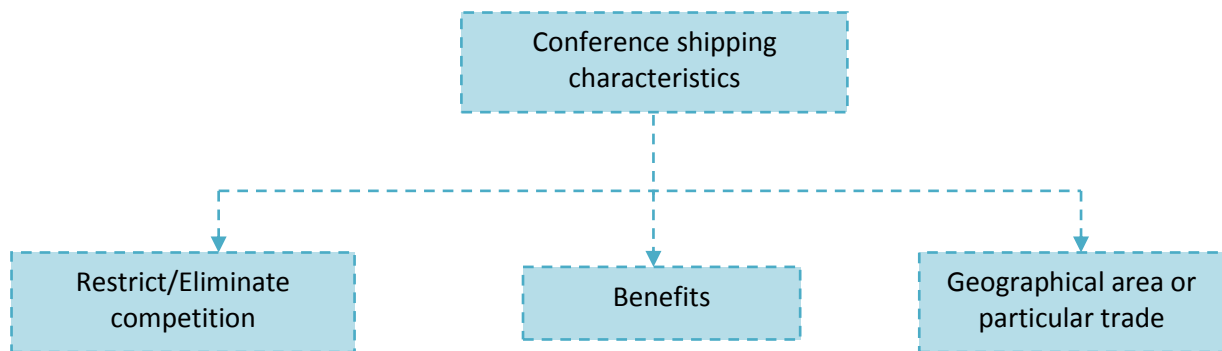 Conference shipping
characteristics
Restrict/Eliminate
competition
Benefits
Geographical area or
particular trade